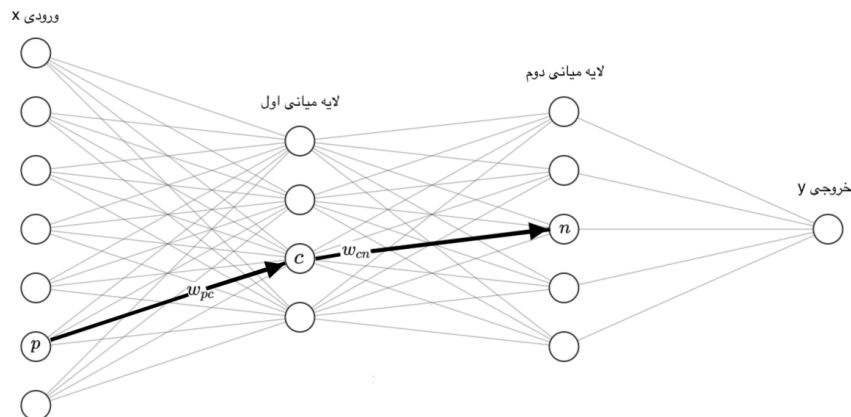 ورودی x
لایه میانی اول
لایه میانی دوم
خروجی y
p
w_pc
c
w_cn
n